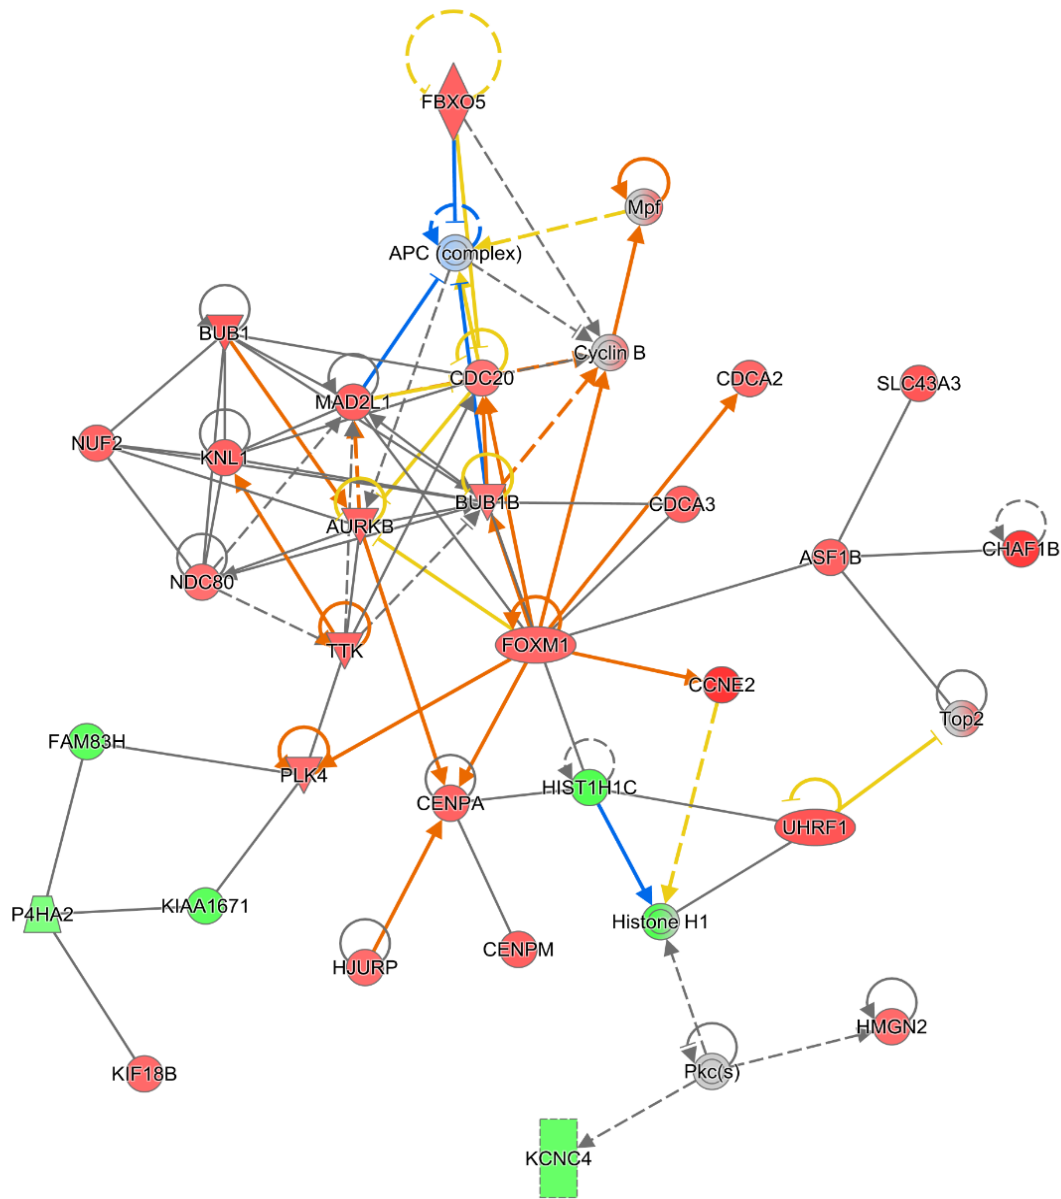 FBXO5
Mpf
APC (complex)
BUB1
Cyclin B
CDC20
CDCA2
SLC43A3
MAD2L1
NUF2
KNL1
BUB1B
CDCA3
AURKB
CHAF1B
ASF1B
NDC80
FOXM1
TTK
CCNE2
Top2
FAM83H
PLK4
HIST1H1C
CENPA
UHRF1
KIAA1671
P4HA2
Histone H1
CENPM
HJURP
HMGN2
KIF18B
Pkc(s)
KCNC4